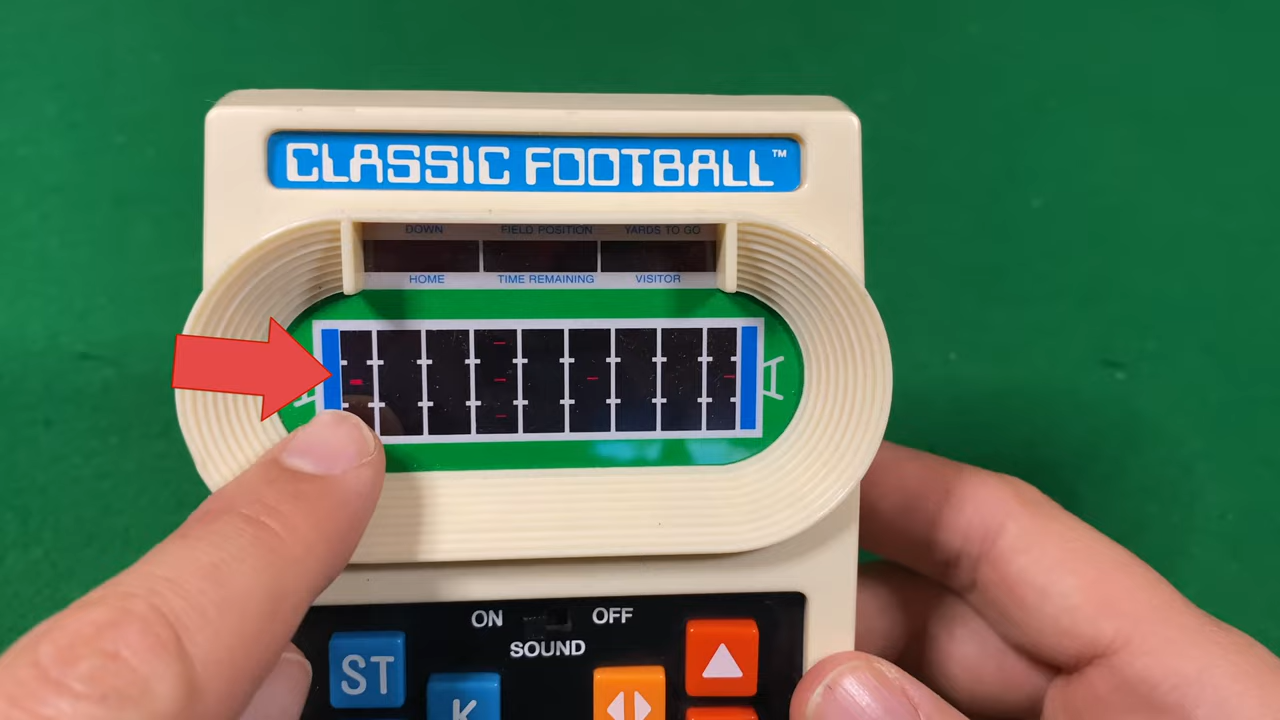 CLASSIC FOOTBALL™
DOWN FIELD POSITION YARDS TO GO
HOME TIME REMAINING VISITOR
ON OFF
SOUND
ST
K